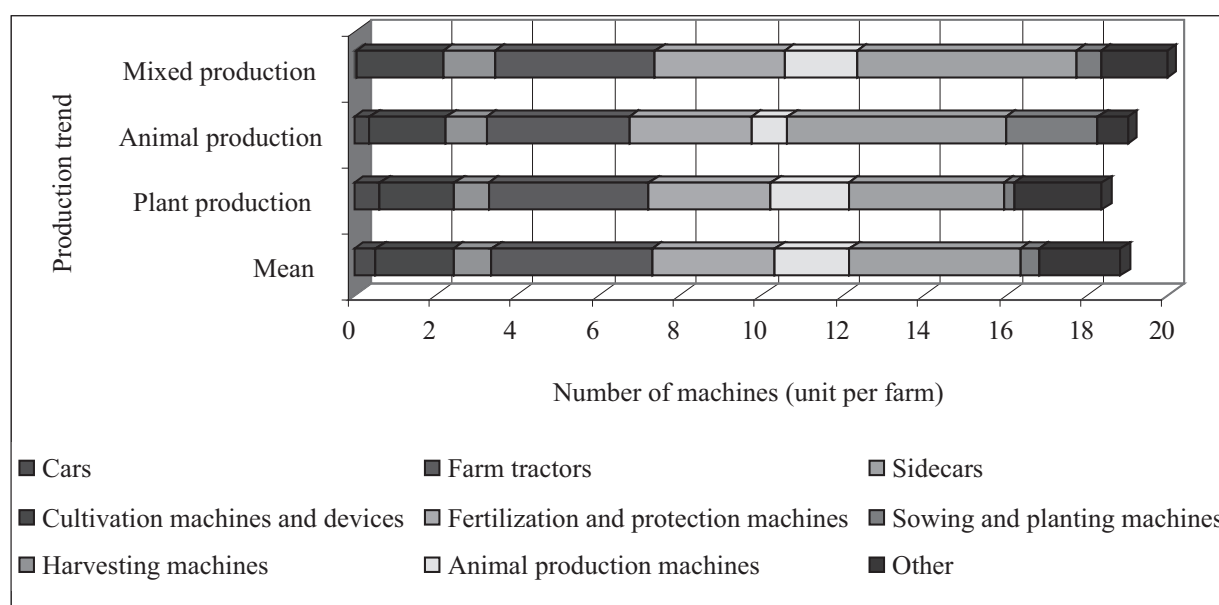 Production trend
Mixed production
Animal production
Plant production
Mean
0 2 4 6 8 10 12 14 16 18 20
Number of machines (unit per farm)
Cars Farm tractors Sidecars
Cultivation machines and devices Fertilization and protection machines Sowing and planting machines
Harvesting machines Animal production machines Other